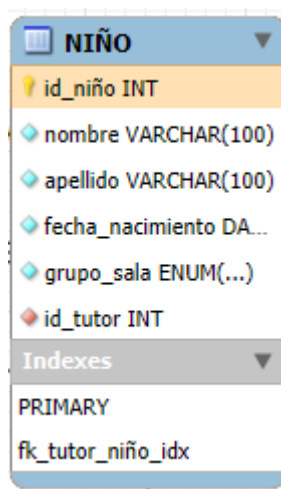 NIÑO
id_niño INT
nombre VARCHAR(100)
apellido VARCHAR(100)
fecha_nacimiento DA...
grupo_sala ENUM(...)
id_tutor INT
Indexes
PRIMARY
fk_tutor_niño_idx